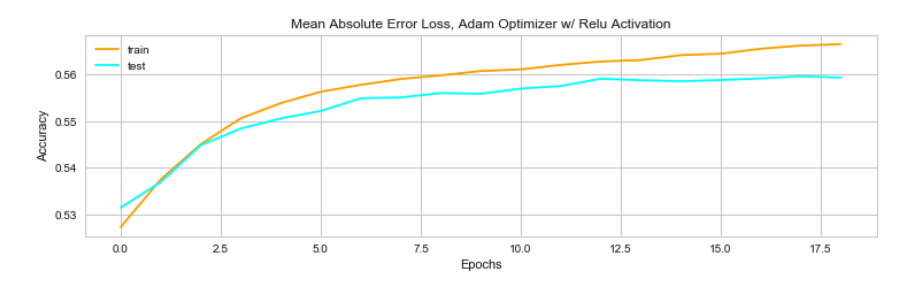 Mean Absolute Error Loss, Adam Optimizer w/ Relu Activation
train
test
0.56
0.55
0.54
0.53
Accuracy
0.0 2.5 5.0 7.5 10.0 12.5 15.0 17.5
Epochs